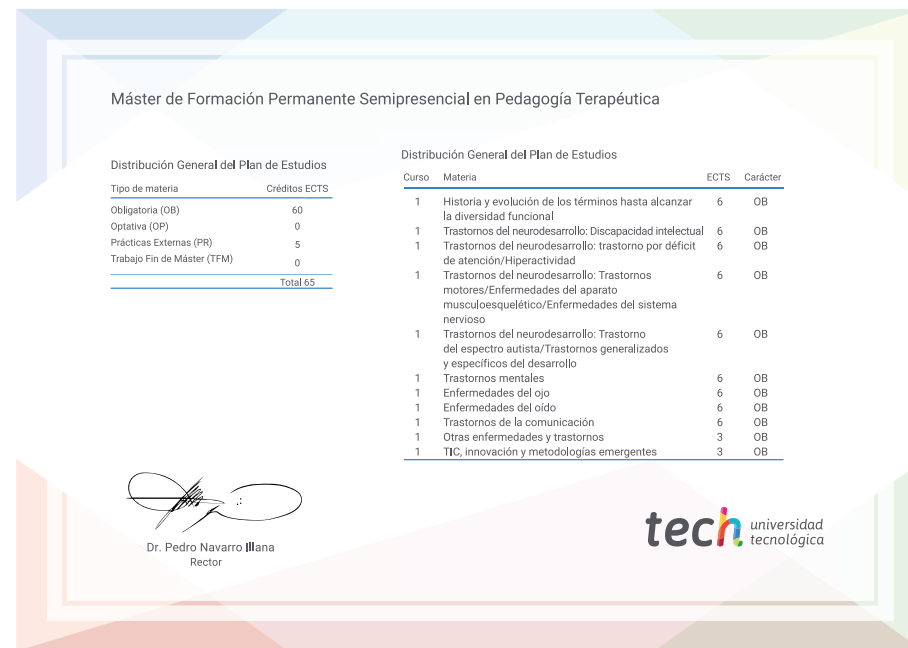 Máster de Formación Permanente Semipresencial en Pedagogía Terapéutica
Distribución General del Plan de Estudios
Tipo de materia Créditos ECTS
Obligatoria (OB) 60
Optativa (OP) 0
Prácticas Externas (PR) 5
Trabajo Fin de Máster (TFM) 0
Total 65
Distribución General del Plan de Estudios
Curso Materia ECTS Carácter
1 Historia y evolución de los términos hasta alcanzar 6 OB
la diversidad funcional
1 Trastornos del neurodesarrollo: Discapacidad intelectual 6 OB
1 Trastornos del neurodesarrollo: trastorno por déficit 6 OB
de atención/Hiperactividad
1 Trastornos del neurodesarrollo: Trastornos 6 OB
motores/Enfermedades del aparato
musculoesquelético/Enfermedades del sistema
nervioso
1 Trastornos del neurodesarrollo: Trastorno 6 OB
del espectro autista/Trastornos generalizados
y específicos del desarrollo
1 Trastornos mentales 6 OB
1 Enfermedades del ojo 6 OB
1 Enfermedades del oído 6 OB
1 Trastornos de la comunicación 6 OB
1 Otras enfermedades y trastornos 3 OB
1 TIC, innovación y metodologías emergentes 3 OB
Dr. Pedro Navarro Illana
Rector
tech universidad
tecnológica